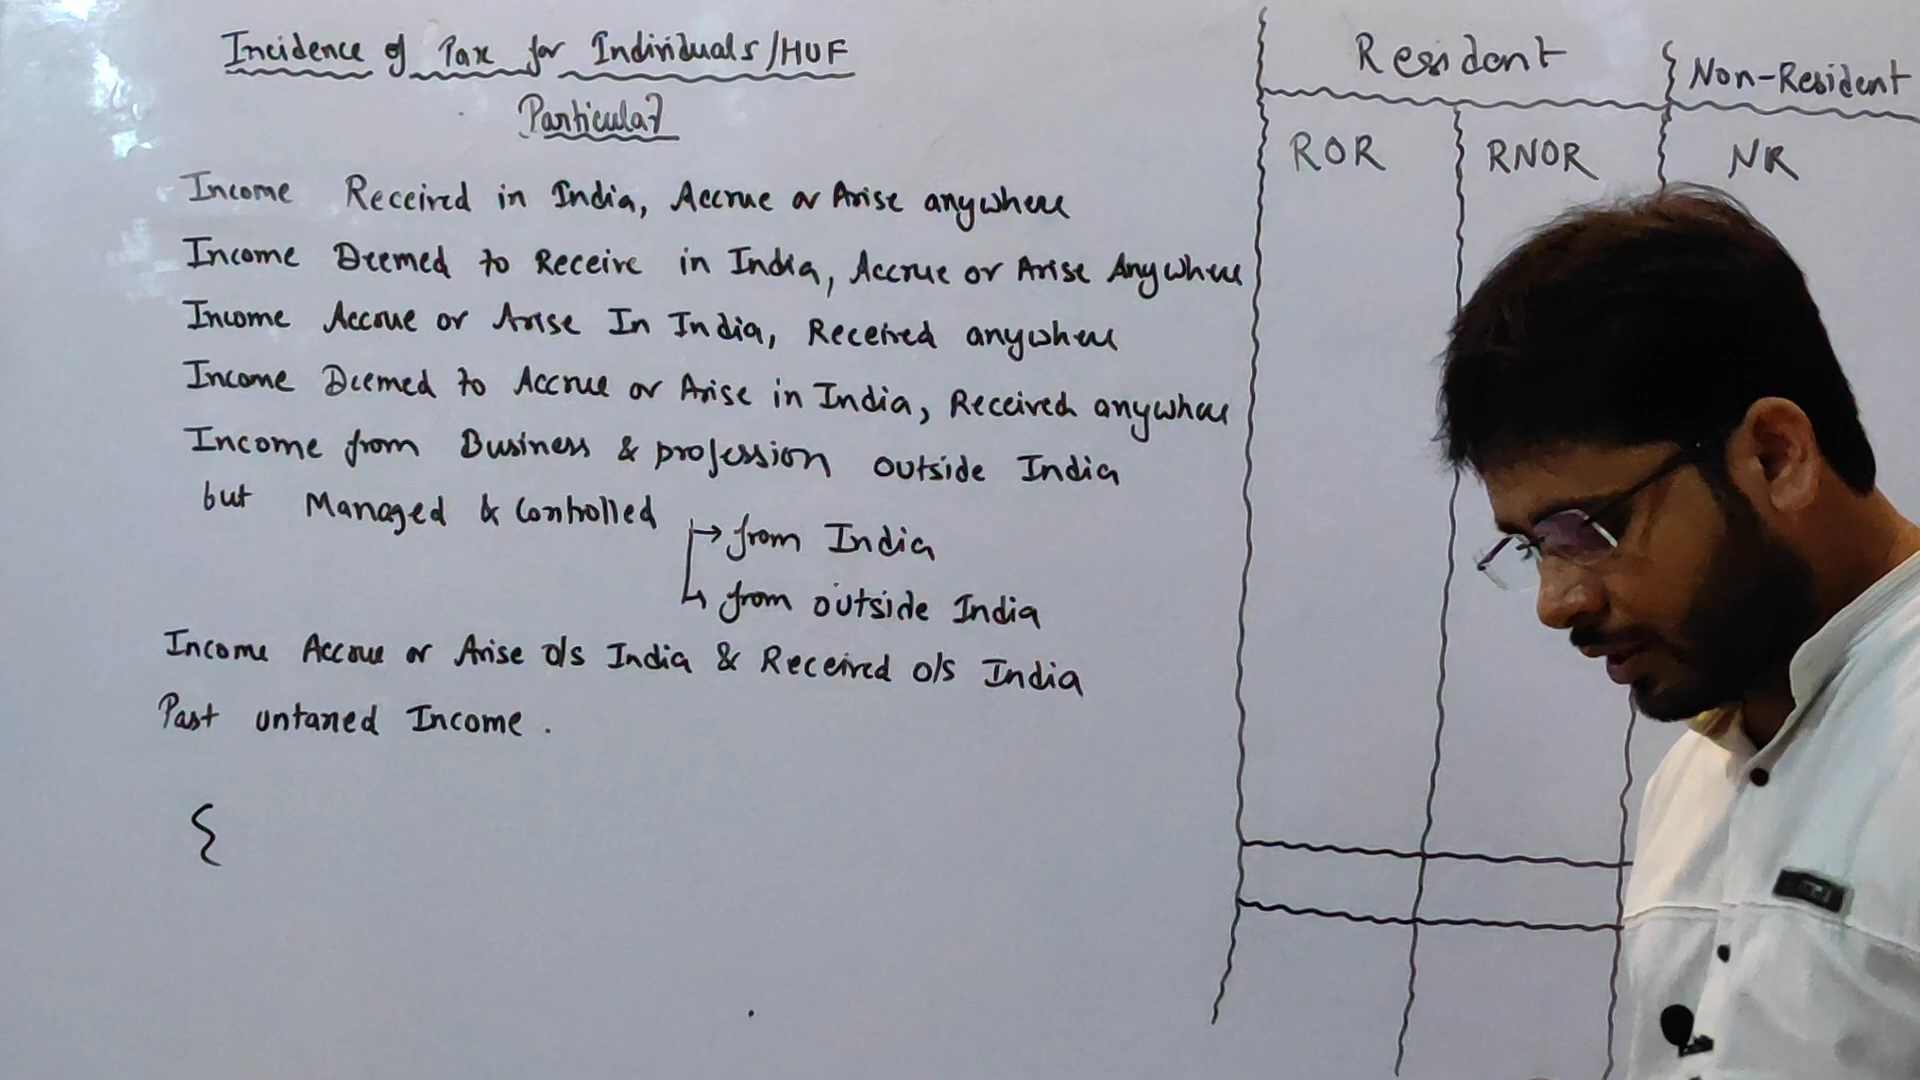 Incidence of Tax for Individuals/HUF
Particular
Resident
Non-Resident
ROR
RNOR
NR
Income Received in India, Accrue or Arise anywhere
Income Deemed to Receive in India, Accrue or Arise Anywhere
Income Accrue or Arise In India, Received anywhere
Income Deemed to Accrue or Arise in India, Received anywhere
Income from Business & profession outside India
but Managed & Controlled
→ from India
↳ from outside India
Income Accrue or Arise o/s India & Received o/s India
Past untaxed Income .